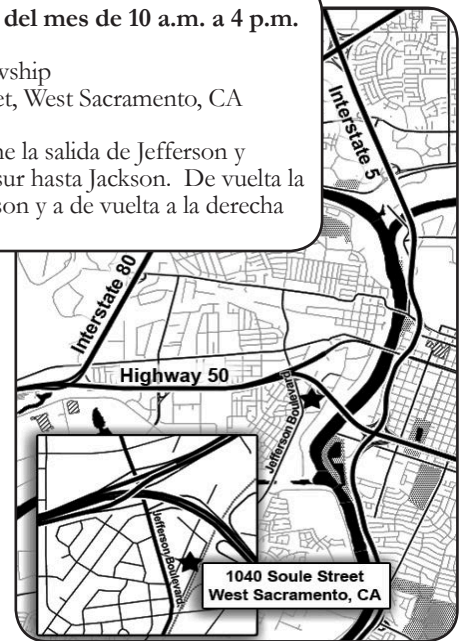 del mes de 10 a.m. a 4 p.m.
et, West Sacramento, CA
la salida de Jefferson y
sur hasta Jackson. De vuelta la
son y a de vuelta a la derecha
Interstate 5
Interstate 80
Highway 50
Jefferson Boulevard
Jefferson Boulevard
1040 Soule Street
West Sacramento, CA